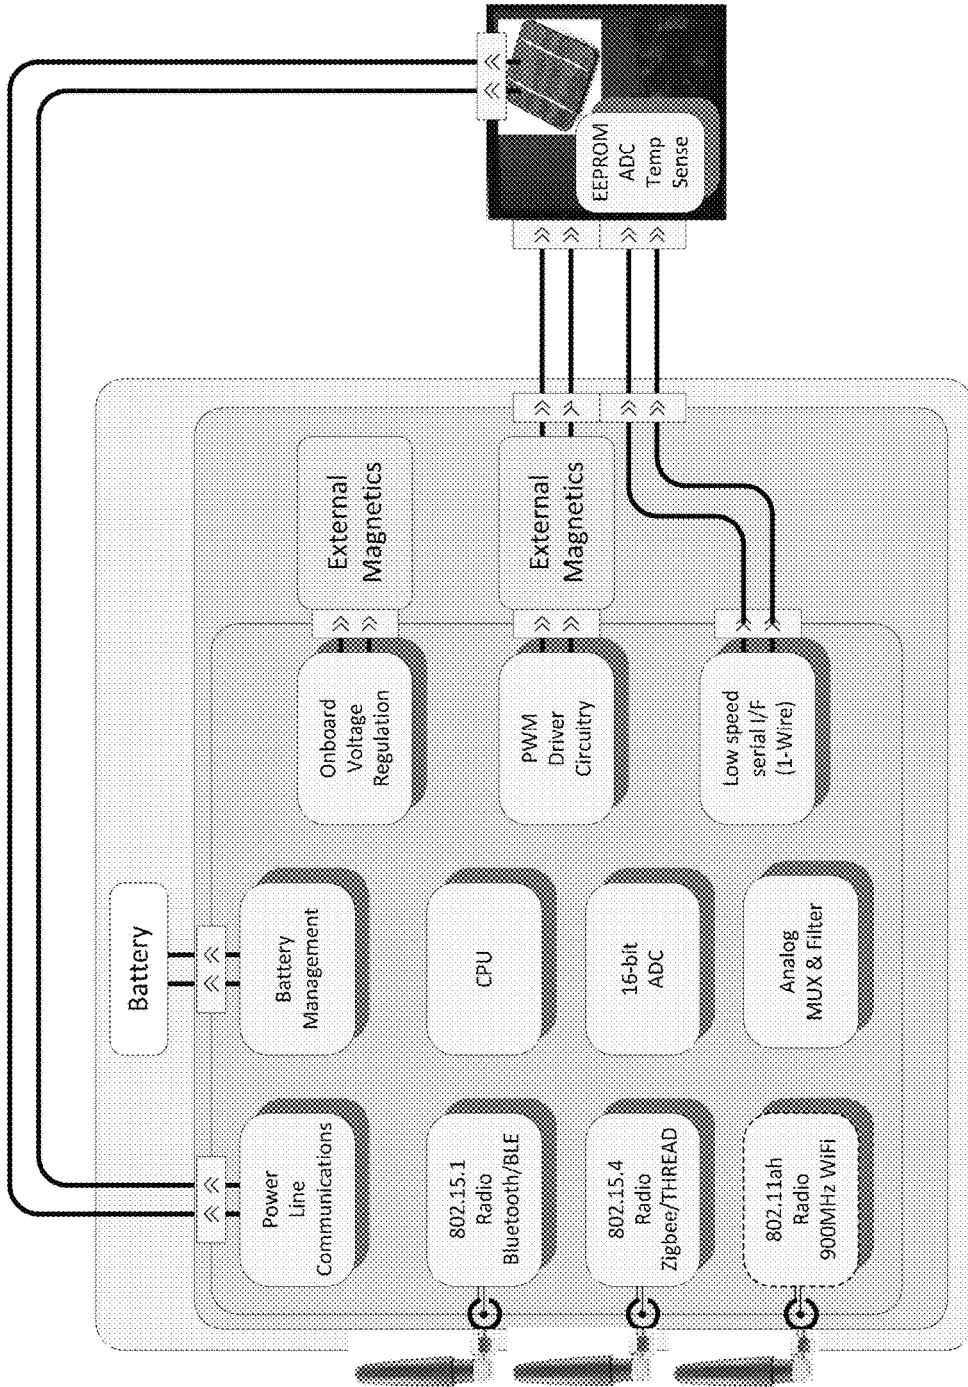 EEPROM
ADC
Temp
Sense
External
Magnetics
External
Magnetics
Onboard
Voltage
Regulation
PWM
Driver
Circuitry
Low speed
serial I/F
(1-Wire)
Battery
Battery
Management
CPU
16-bit
ADC
Analog
MUX & Filter
Power
Line
Communications
802.15.1
Radio
Bluetooth/BLE
802.15.4
Radio
Zigbee/THREAD
802.11ah
Radio
900MHz WiFi